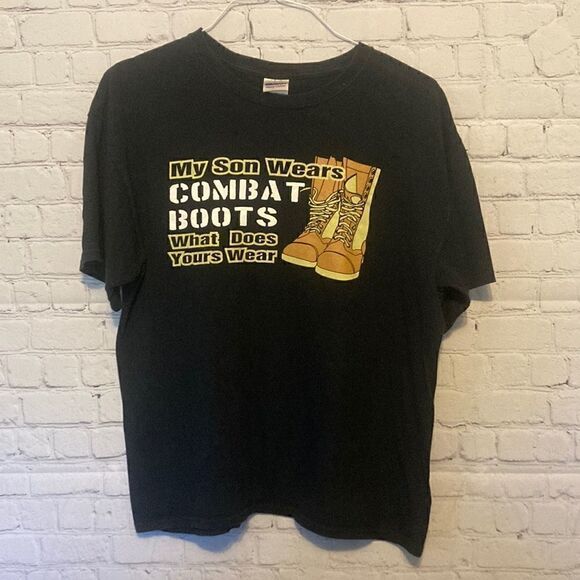 My Son Wears
COMBAT
BOOTS
What Does
Yours Wear